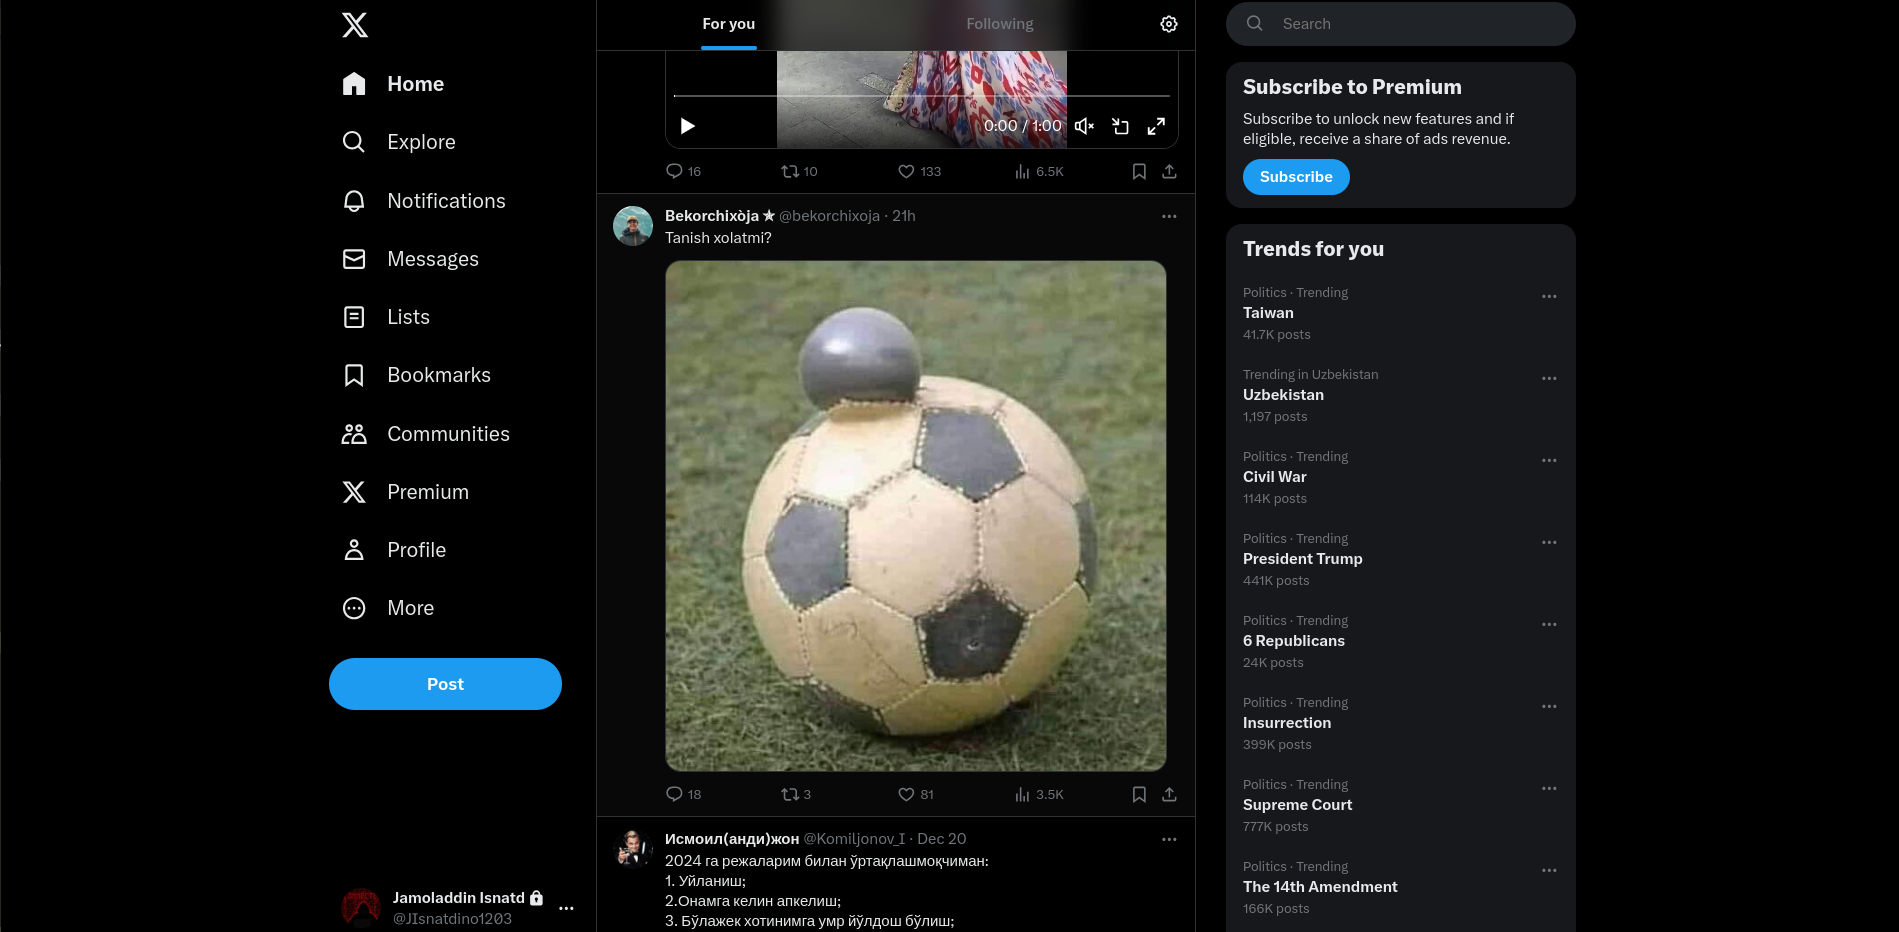 Home
Explore
Notifications
Messages
Lists
Bookmarks
Communities
Premium
Profile
More
Post
Jamoladdin Isnatd
@JIsnatdino1203
For you
Following
0:00 / 1:00
16
10
133
6.5K
Bekorchixòja ★ @bekorchixoja · 21h
Tanish xolatmi?
18
3
81
3.5K
Исмоил(анди)жон @Komiljonov_I · Dec 20
2024 га режаларим билан ўртақлашмоқчиман:
1. Уйланиш;
2.Онамга келин апкелиш;
3. Бўлажек хотинимга умр йўлдош бўлиш;
Search
Subscribe to Premium
Subscribe to unlock new features and if
eligible, receive a share of ads revenue.
Subscribe
Trends for you
Politics · Trending
Taiwan
41.7K posts
Trending in Uzbekistan
Uzbekistan
1,197 posts
Politics · Trending
Civil War
114K posts
Politics · Trending
President Trump
441K posts
Politics · Trending
6 Republicans
24K posts
Politics · Trending
Insurrection
399K posts
Politics · Trending
Supreme Court
777K posts
Politics · Trending
The 14th Amendment
166K posts